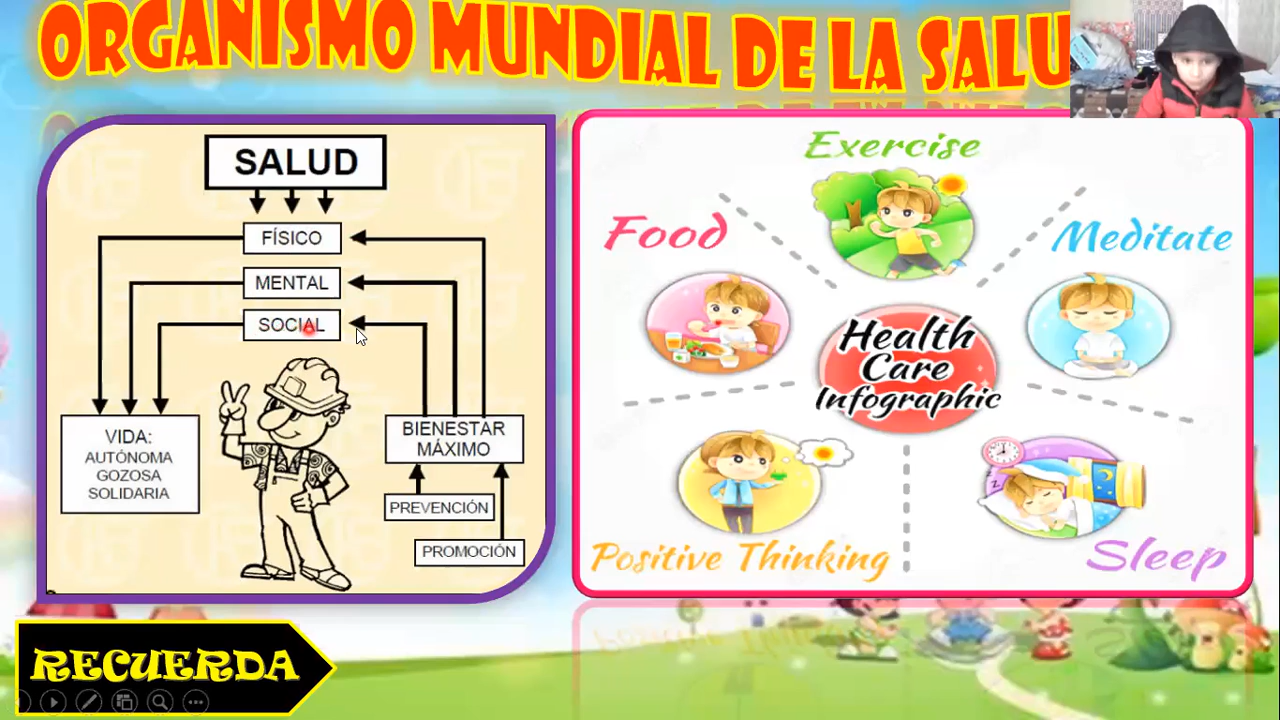 ORGANISMO MUNDIAL DE LA SALU
SALUD
FÍSICO
MENTAL
SOCIAL
VIDA:
AUTÓNOMA
GOZOSA
SOLIDARIA
BIENESTAR
MÁXIMO
PREVENCIÓN
PROMOCIÓN
Exercise
Food
Meditate
Health
Care
Infographic
Positive Thinking
Sleep
RECUERDA